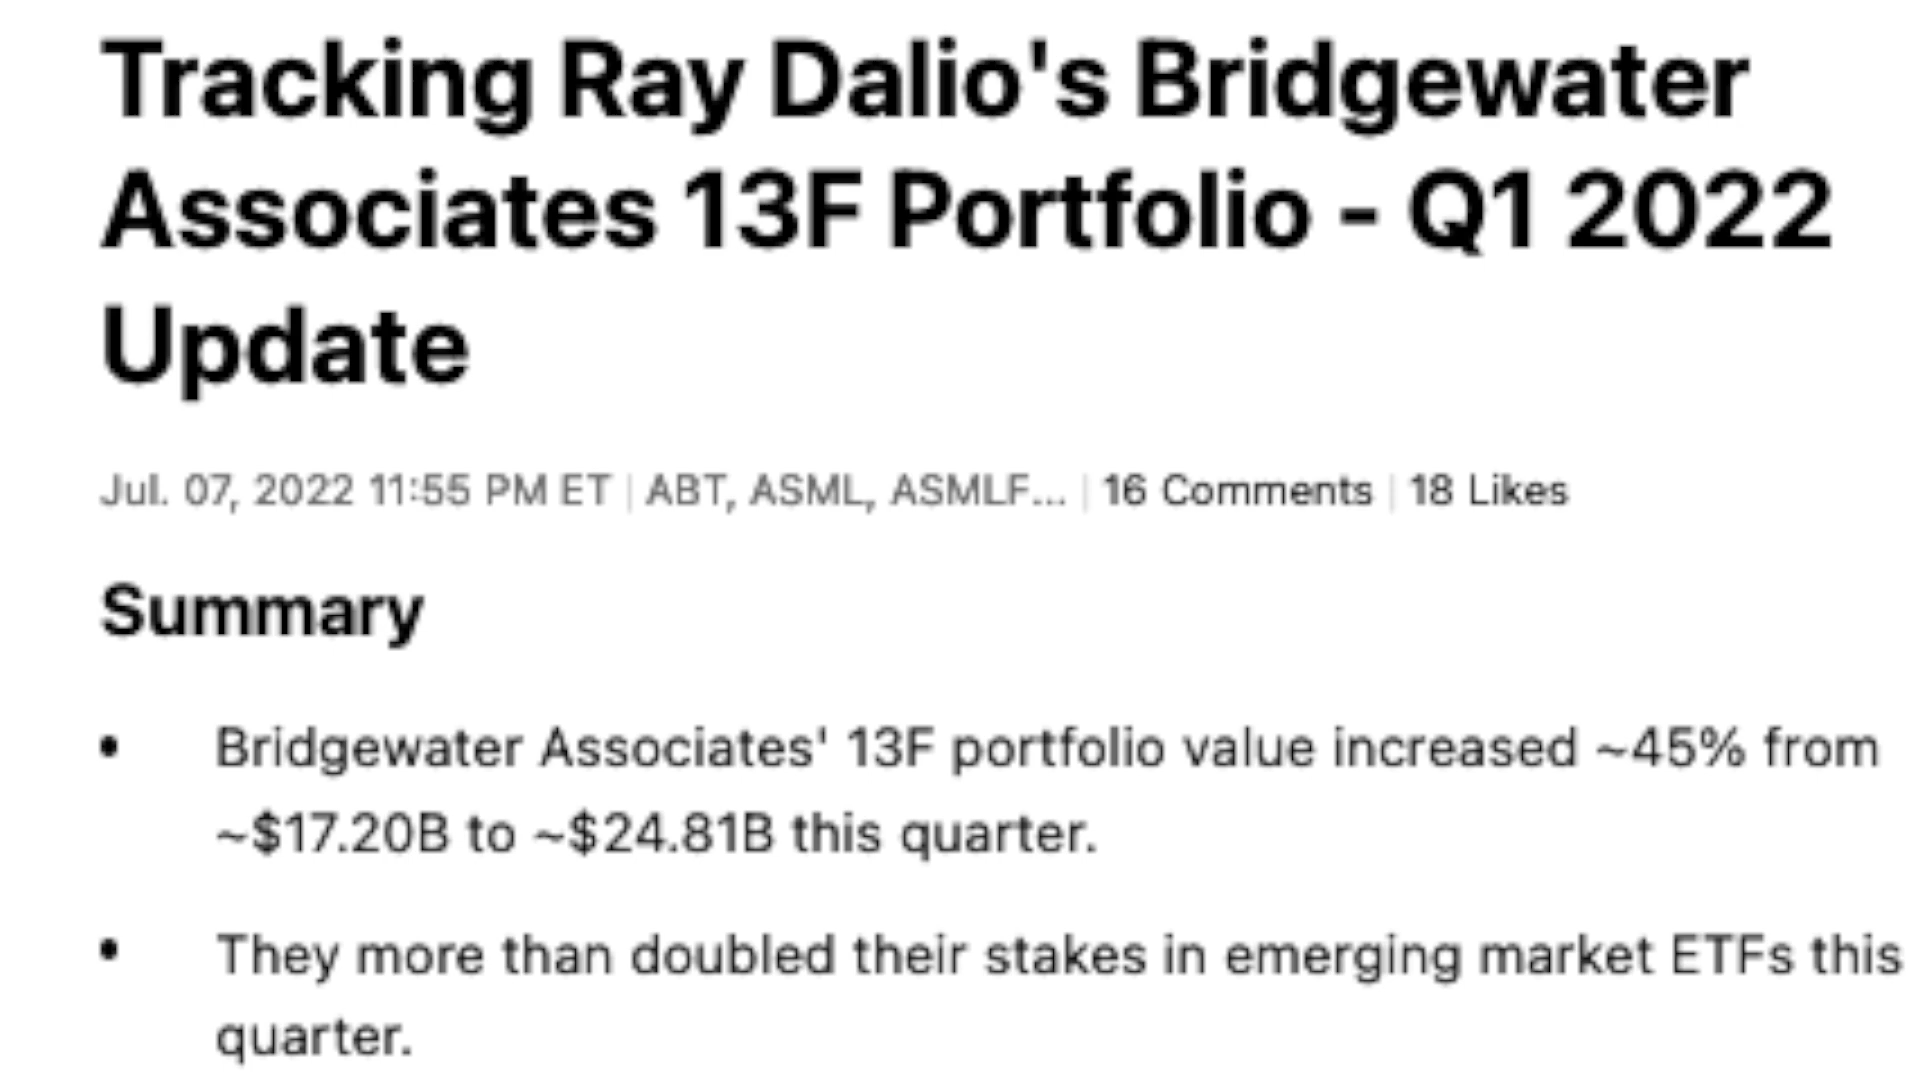 Tracking Ray Dalio's Bridgewater
Associates 13F Portfolio - Q1 2022
Update
Jul. 07, 2022 11:55 PM ET | ABT, ASML, ASMLF... | 16 Comments | 18 Likes
Summary
• Bridgewater Associates' 13F portfolio value increased ~45% from
~$17.20B to ~$24.81B this quarter.
• They more than doubled their stakes in emerging market ETFs this
quarter.